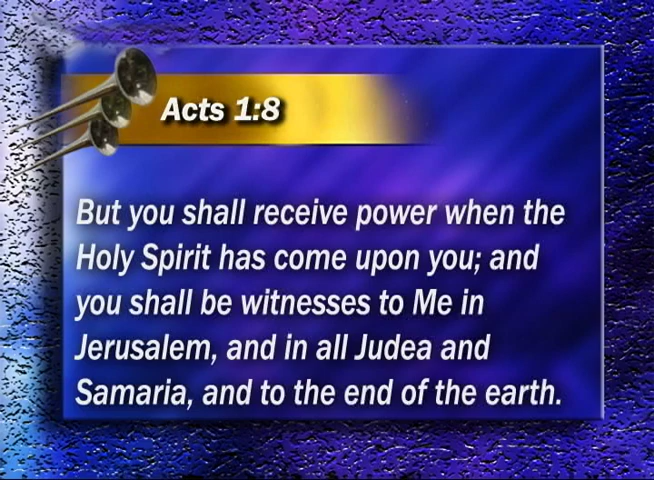 Acts 1:8
But you shall receive power when the
Holy Spirit has come upon you; and
you shall be witnesses to Me in
Jerusalem, and in all Judea and
Samaria, and to the end of the earth.